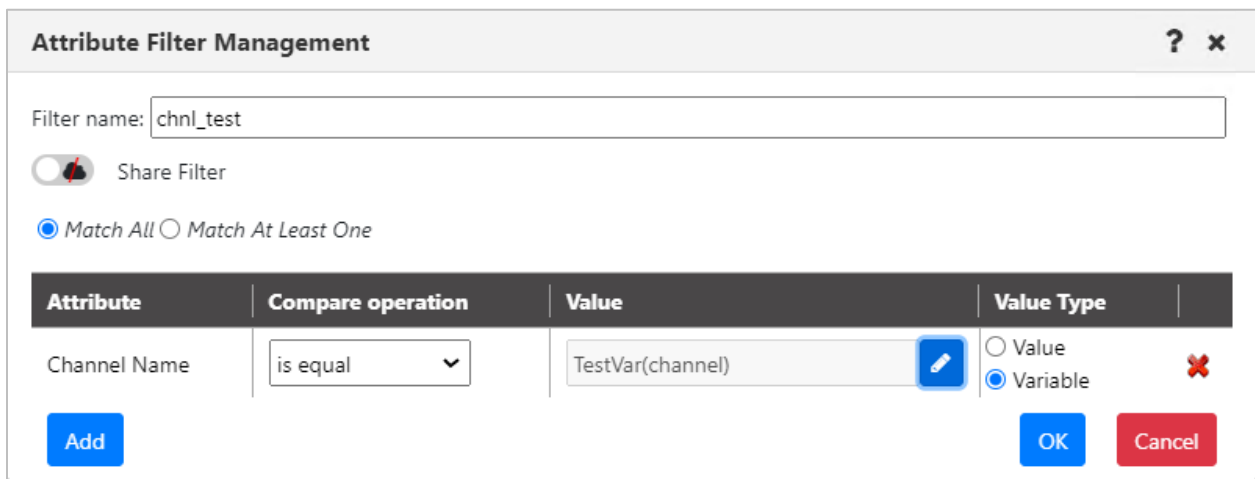 Attribute Filter Management ?
Filter name: chnl_test
Share Filter
Match All Match At Least One
Attribute Compare operation Value Value Type
Channel Name is equal TestVar(channel) Value
Variable
Add OK Cancel